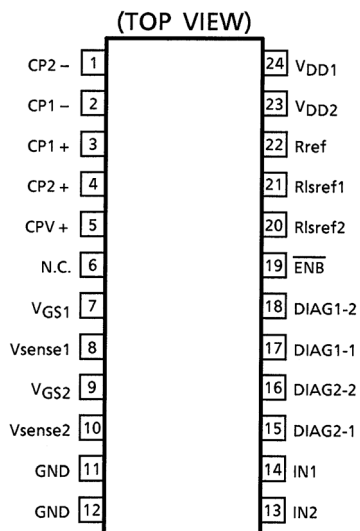 (TOP VIEW)
CP2 - 1 24 VDD1
CP1 - 2 23 VDD2
CP1 + 3 22 Rref
CP2 + 4 21 RIsref1
CPV + 5 20 RIsref2
N.C. 6 19 ENB
VGS1 7 18 DIAG1-2
Vsense1 8 17 DIAG1-1
VGS2 9 16 DIAG2-2
Vsense2 10 15 DIAG2-1
GND 11 14 IN1
GND 12 13 IN2